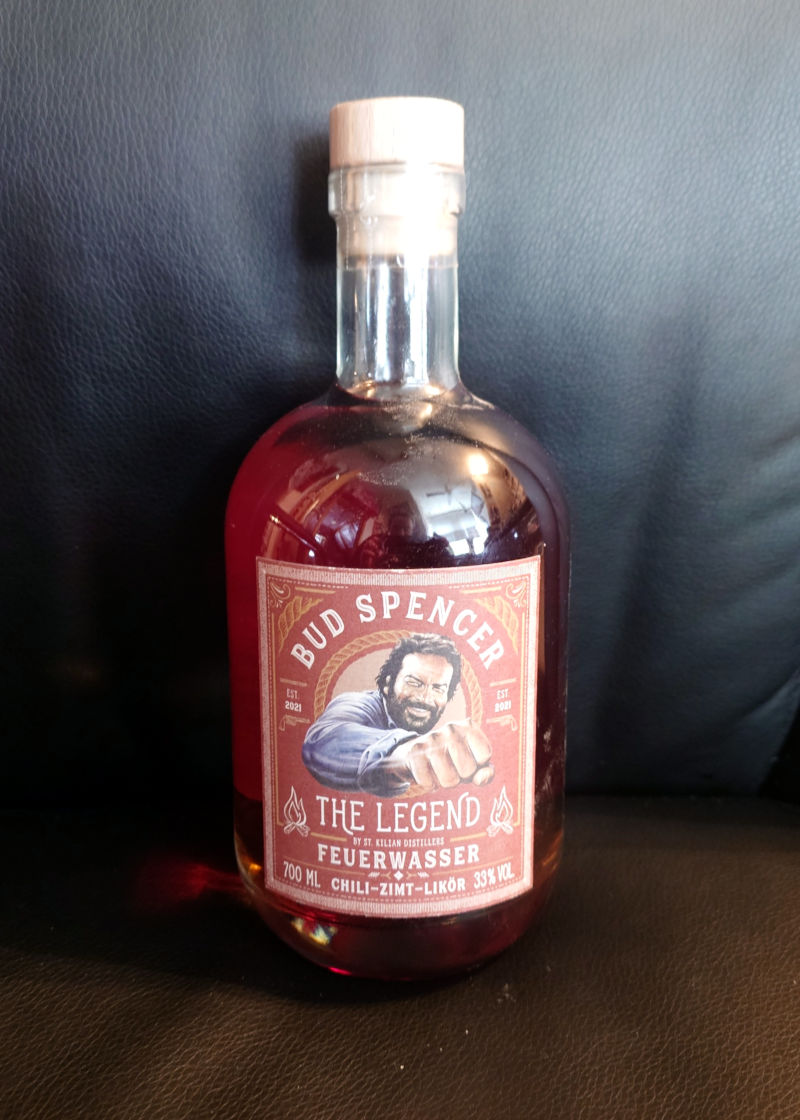 BUD SPENCER
EST. 2021
EST. 2021
THE LEGEND
BY ST. KILIAN DISTILLERS
FEUERWASSER
700 ML CHILI-ZIMT-LIKÖR 33% VOL.